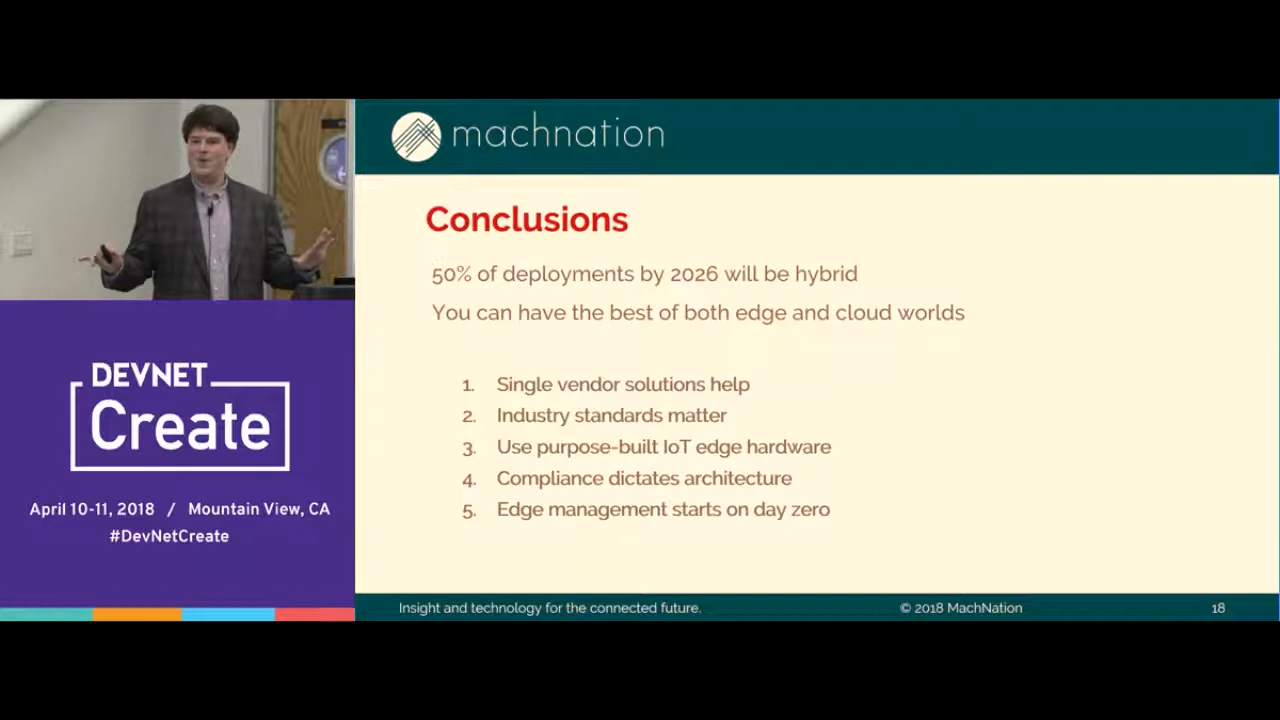 machnation
Conclusions
50% of deployments by 2026 will be hybrid
You can have the best of both edge and cloud worlds
1. Single vendor solutions help
2. Industry standards matter
3. Use purpose-built IoT edge hardware
4. Compliance dictates architecture
5. Edge management starts on day zero
DEVNET
Create
April 10-11, 2018 / Mountain View, CA
#DevNetCreate
Insight and technology for the connected future.
© 2018 MachNation
18